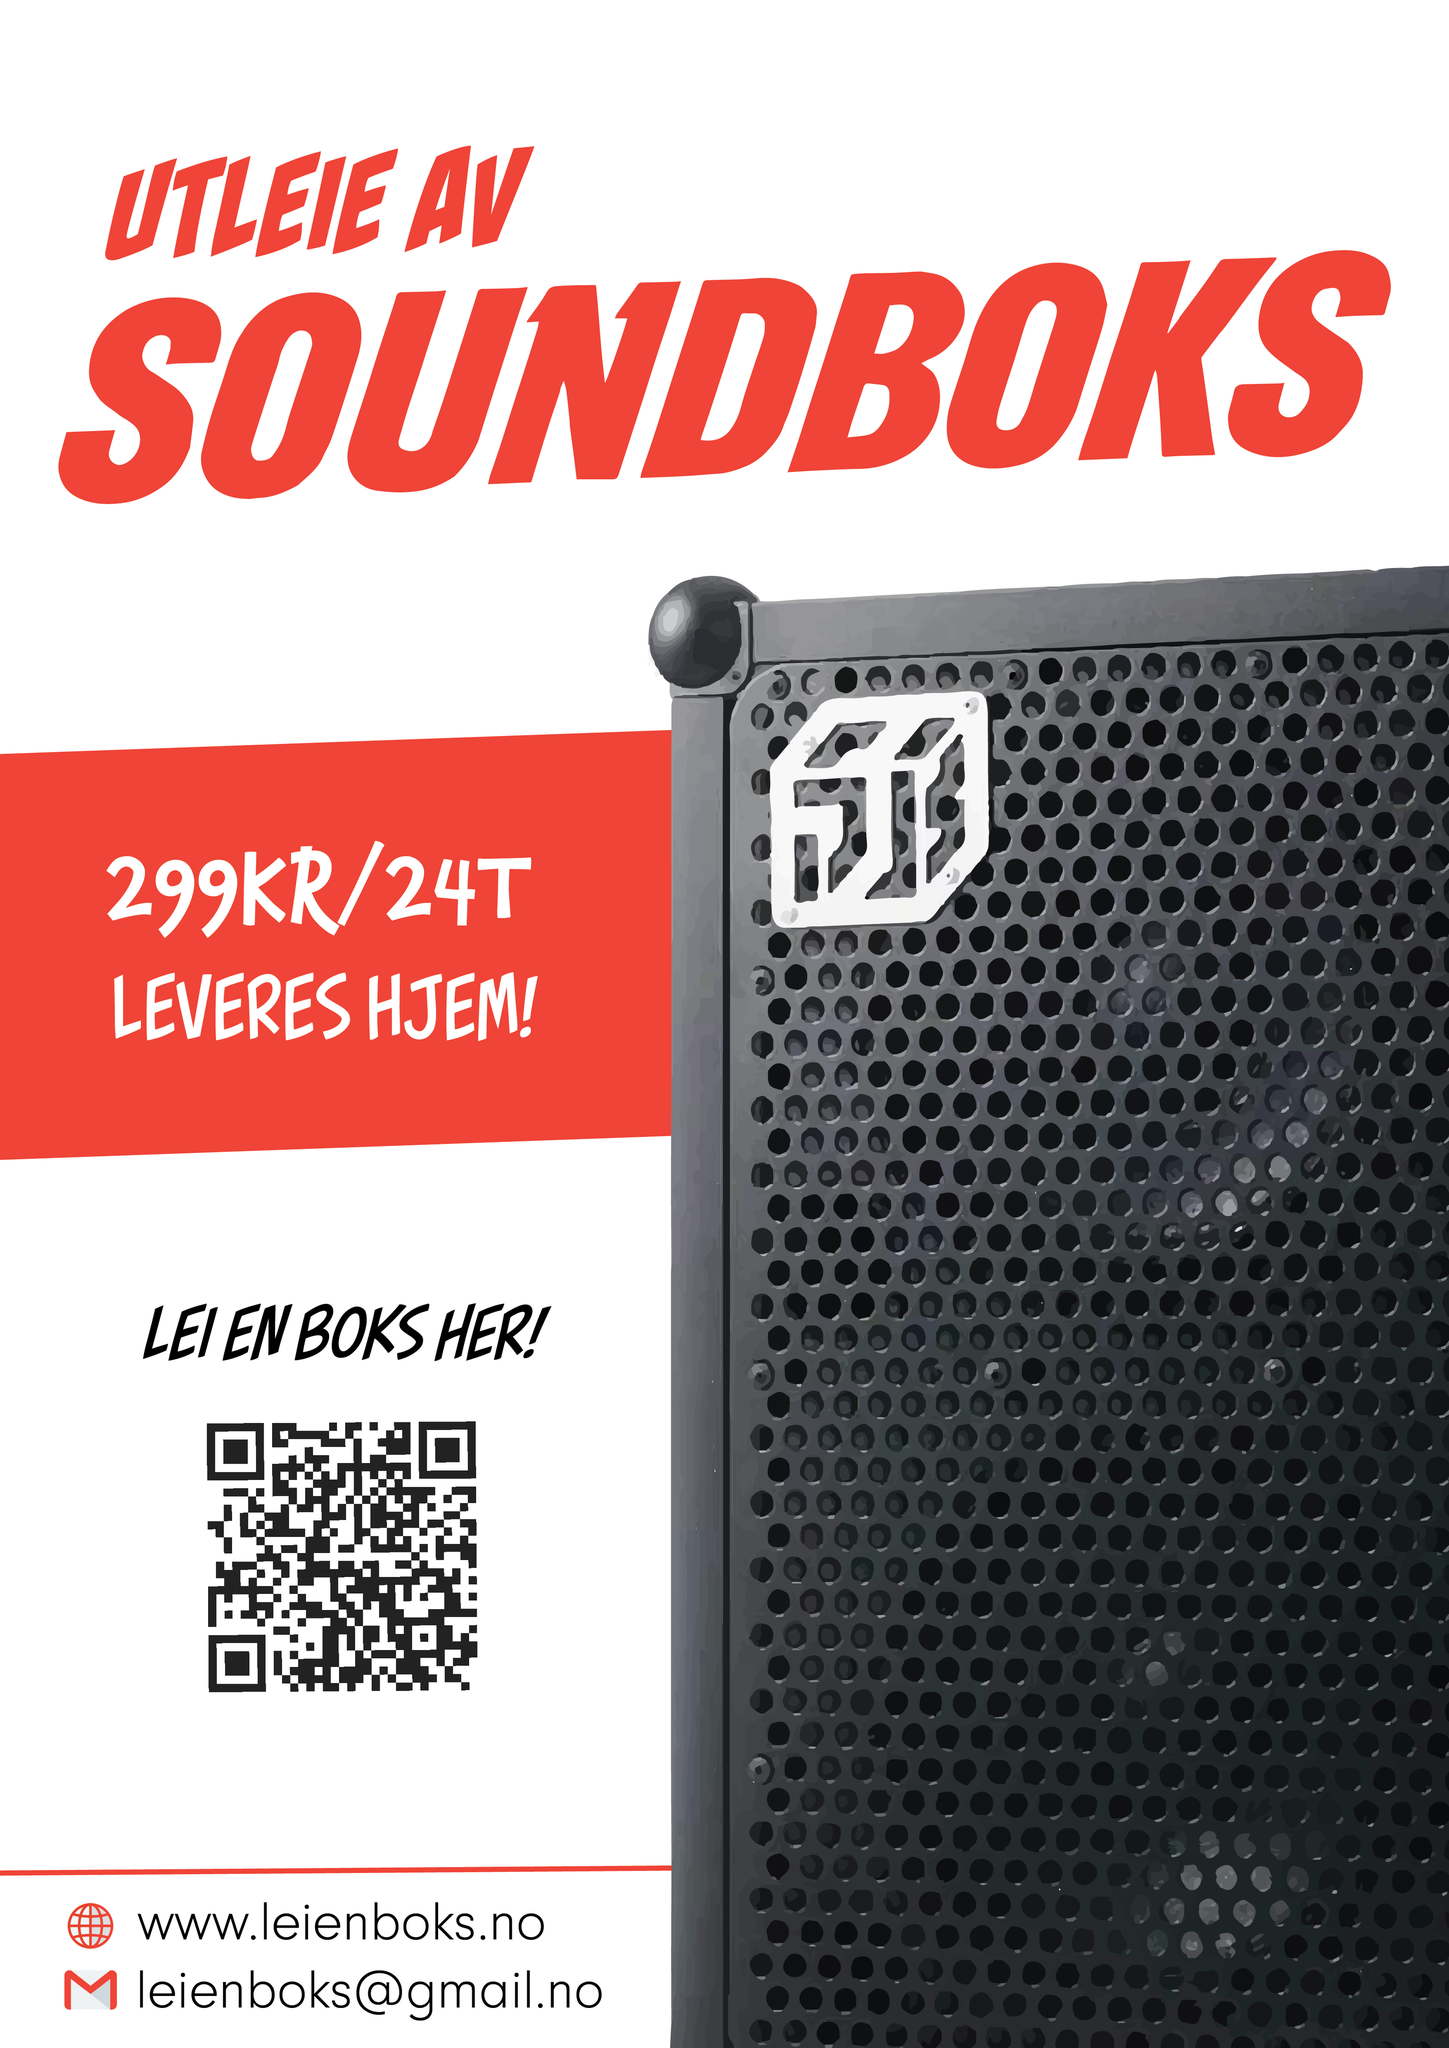 UTLEIE AV
SOUNDBOKS
299KR/24T
LEVERES HJEM!
LEI EN BOKS HER!
www.leienboks.no
leienboks@gmail.no